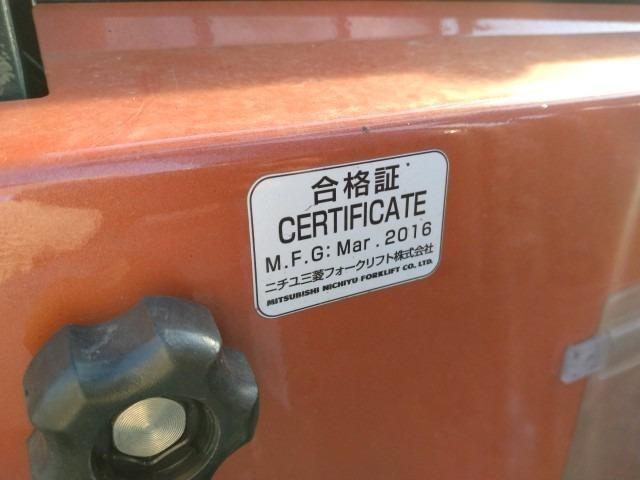 合格証
CERTIFICATE
M.F.G: Mar. 2016
ニチユ三菱フォークリフト株式会社
MITSUBISHI NICHIYU FORKLIFT CO., LTD.